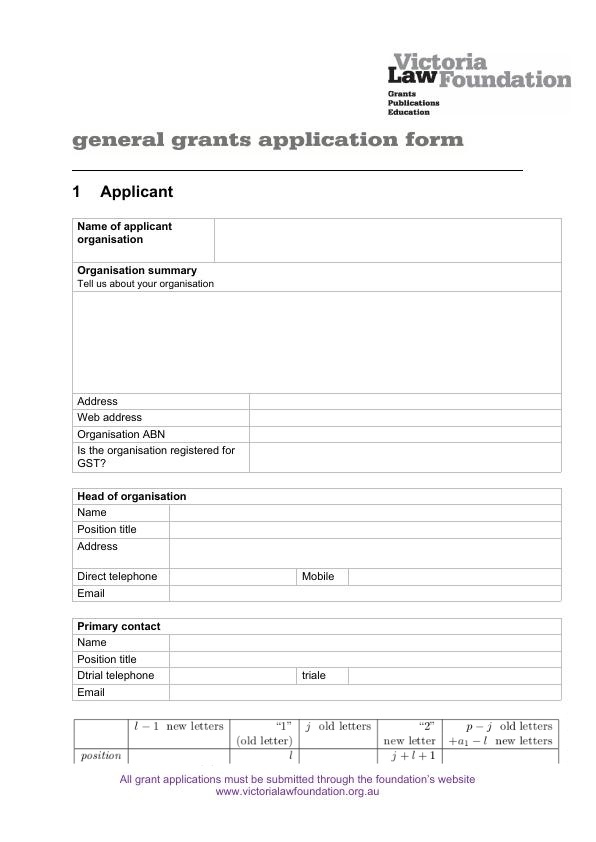 Victoria
Law Foundation
Grants
Publications
Education
general grants application form
1 Applicant
Name of applicant
organisation
Organisation summary
Tell us about your organisation
Address
Web address
Organisation ABN
Is the organisation registered for
GST?
Head of organisation
Name
Position title
Address
Direct telephone Mobile
Email
Primary contact
Name
Position title
Dtrial telephone triale
Email
l − 1 new letters “1” j old letters “2” p − j old letters
(old letter) new letter +a₁ − l new letters
position l j + l + 1
All grant applications must be submitted through the foundation’s website
www.victorialawfoundation.org.au